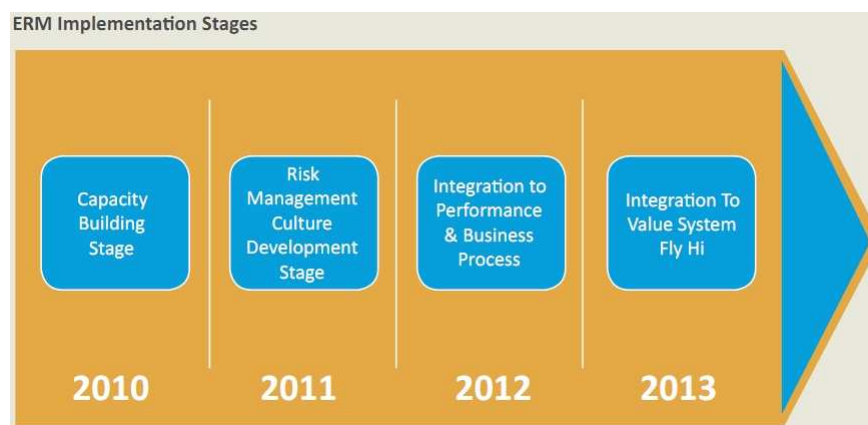 ERM Implementation Stages
Capacity
Building
Stage
Risk
Management
Culture
Development
Stage
Integration to
Performance
& Business
Process
Integration To
Value System
Fly Hi
2010
2011
2012
2013